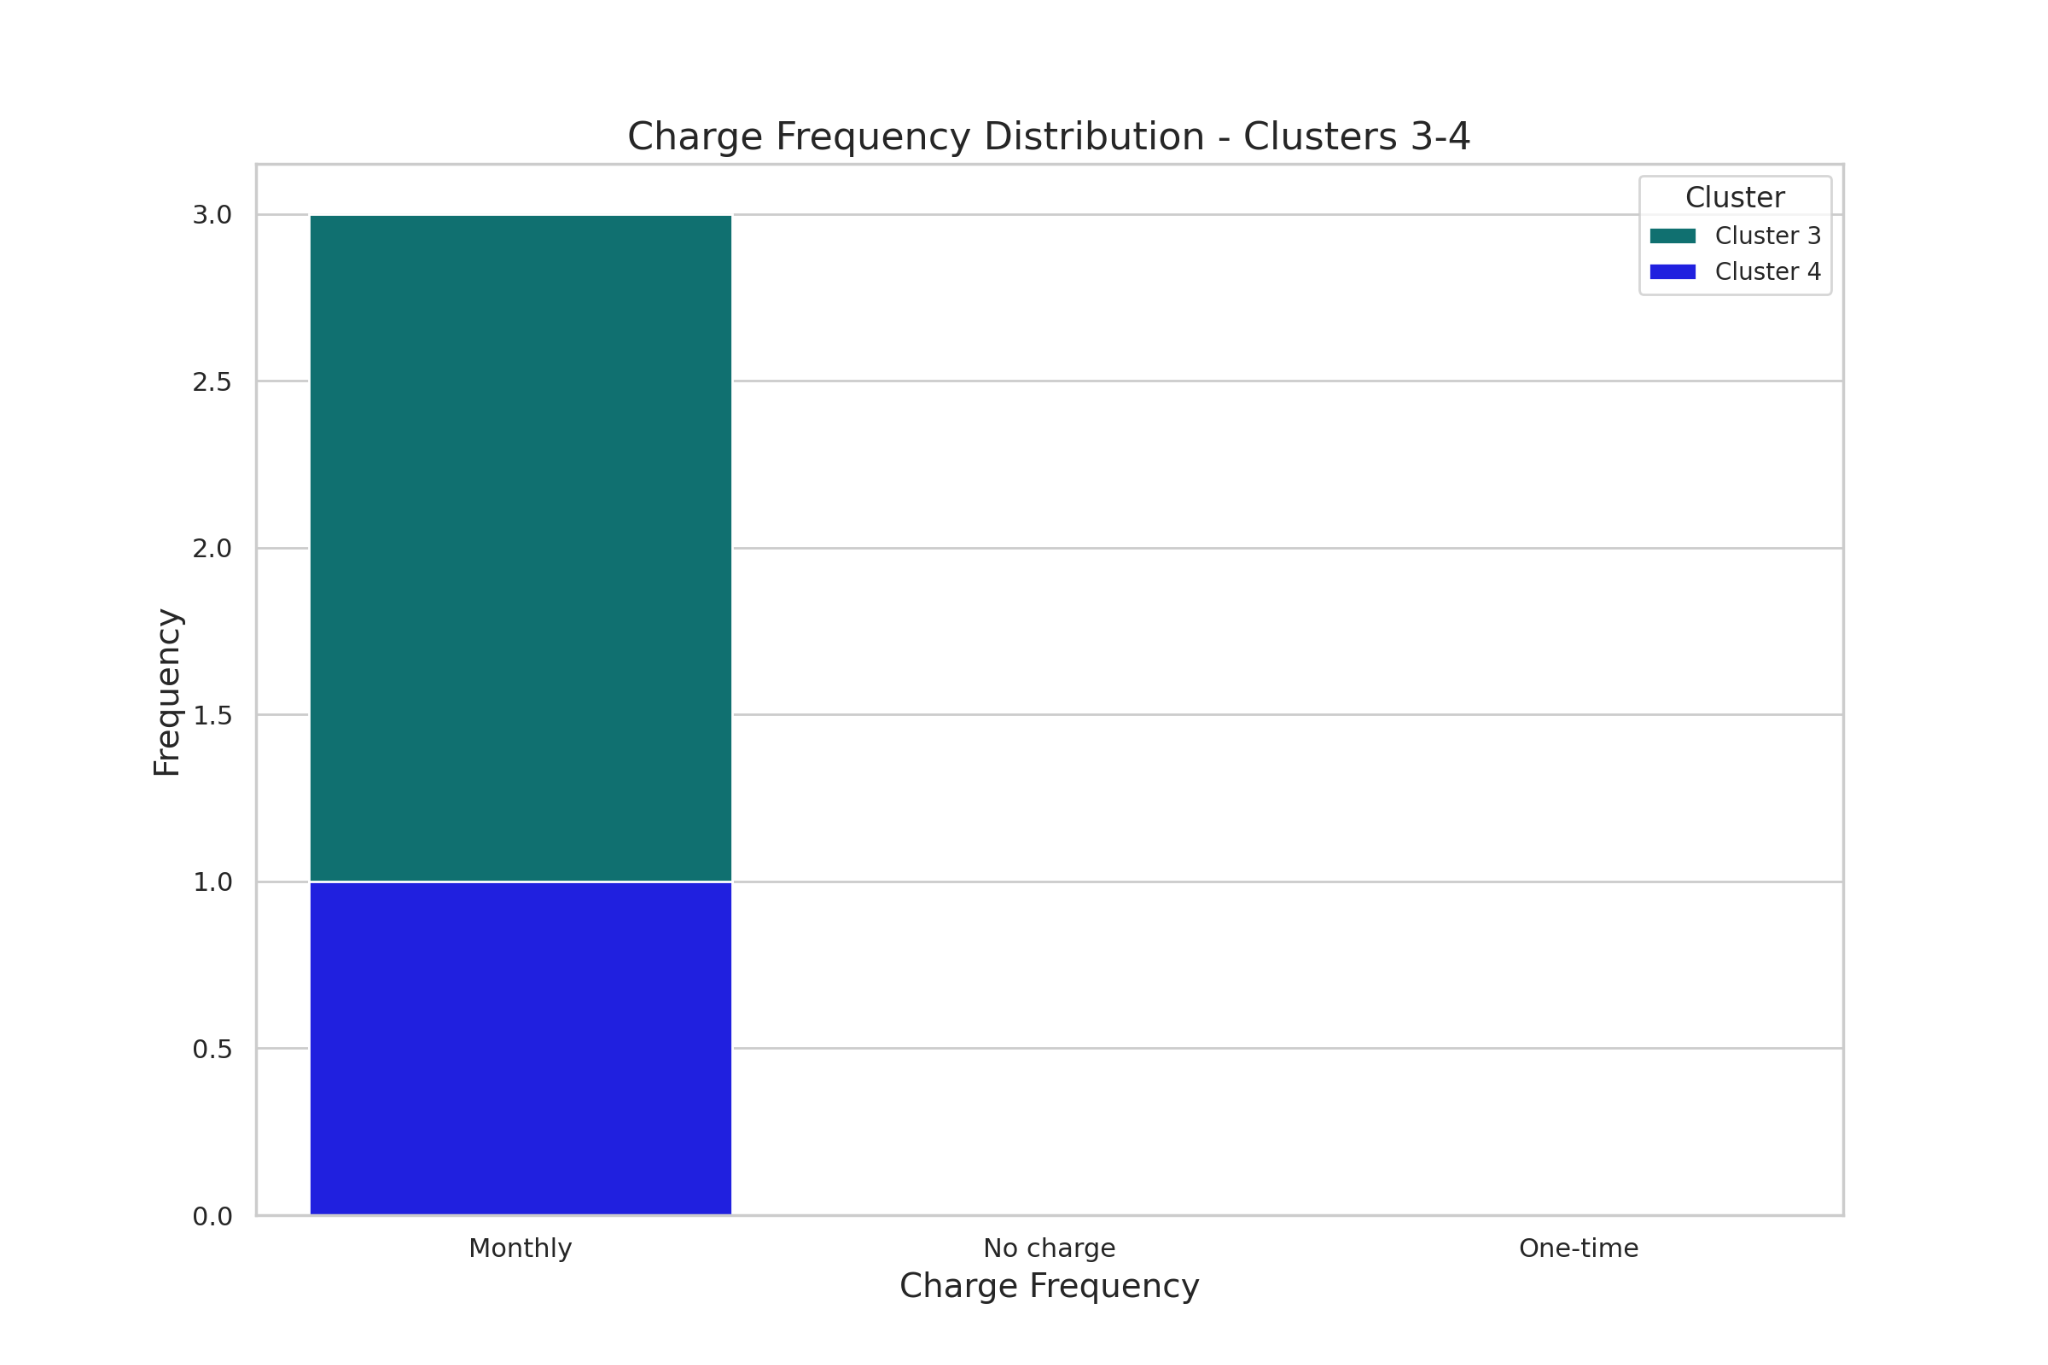 Charge Frequency Distribution - Clusters 3-4
Cluster
Cluster 3
Cluster 4
Frequency
3.0
2.5
2.0
1.5
1.0
0.5
0.0
Monthly No charge One-time
Charge Frequency